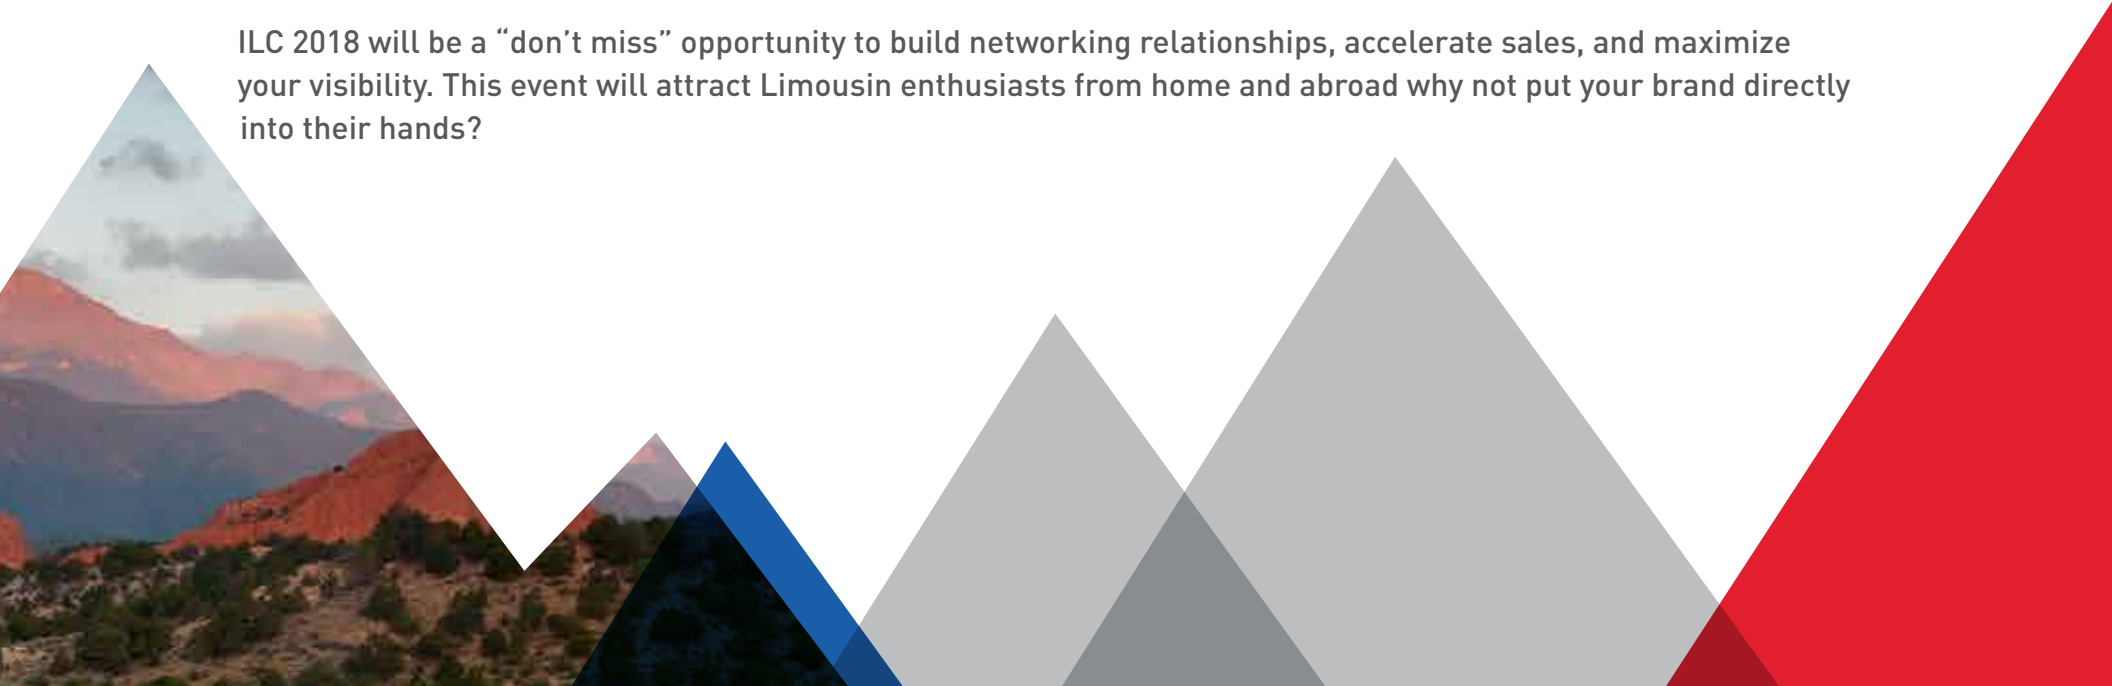 ILC 2018 will be a “don’t miss” opportunity to build networking relationships, accelerate sales, and maximize
your visibility. This event will attract Limousin enthusiasts from home and abroad why not put your brand directly
into their hands?